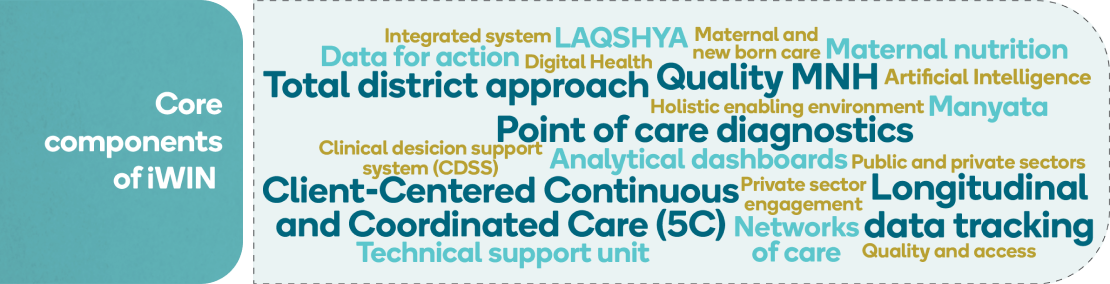 Core
components
of iWIN
Integrated system
LAQSHYA
Maternal and
new born care
Data for action
Digital Health
Maternal nutrition
Total district approach
Quality MNH
Artificial Intelligence
Holistic enabling environment
Manyata
Point of care diagnostics
Clinical desicion support
system (CDSS)
Analytical dashboards
Public and private sectors
Client-Centered Continuous
and Coordinated Care (5C)
Private sector
engagement
Longitudinal
data tracking
Networks
of care
Technical support unit
Quality and access